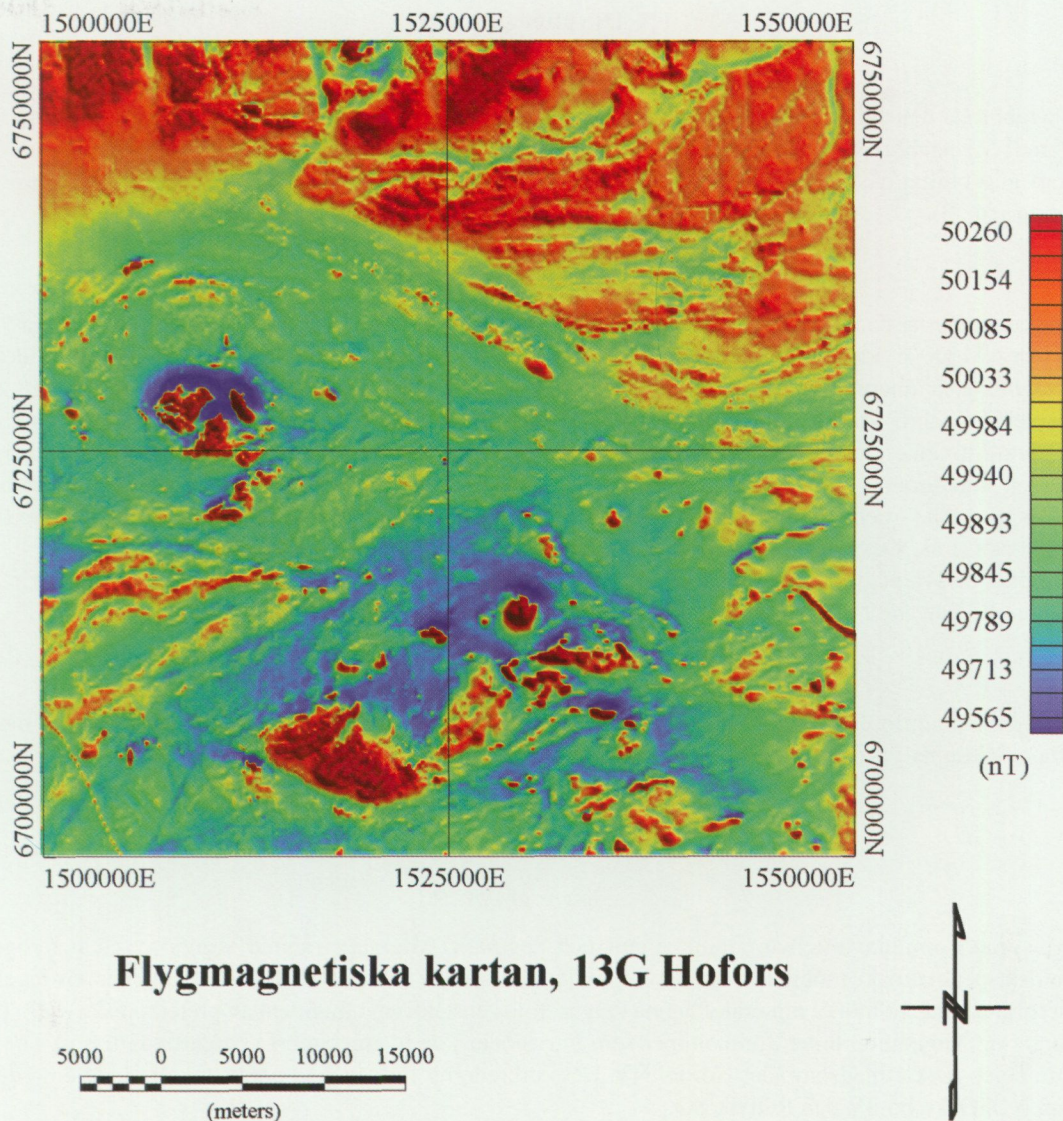 1500000E 1525000E 1550000E
6750000N
6750000N
6725000N
6725000N
6700000N
6700000N
50260
50154
50085
50033
49984
49940
49893
49845
49789
49713
49565
(nT)
1500000E 1525000E 1550000E
Flygmagnetiska kartan, 13G Hofors
5000 0 5000 10000 15000
(meters)
N